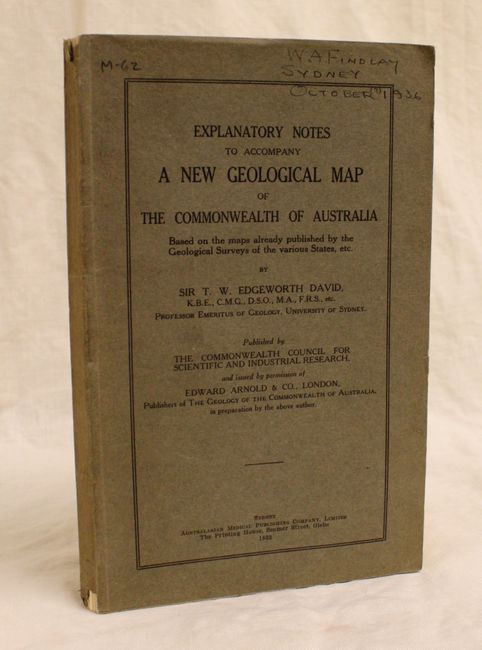 M-62
W.A. FINDLAY
SYDNEY
OCTOBER 1936
EXPLANATORY NOTES
TO ACCOMPANY
A NEW GEOLOGICAL MAP
OF
THE COMMONWEALTH OF AUSTRALIA
Based on the maps already published by the
Geological Surveys of the various States, etc.
BY
SIR T. W. EDGEWORTH DAVID,
K.B.E., C.M.G., D.S.O., M.A., F.R.S., etc.
PROFESSOR EMERITUS OF GEOLOGY, UNIVERSITY OF SYDNEY.
Published by
THE COMMONWEALTH COUNCIL FOR
SCIENTIFIC AND INDUSTRIAL RESEARCH,
and issued by permission of
EDWARD ARNOLD & CO., LONDON,
Publishers of THE GEOLOGY OF THE COMMONWEALTH OF AUSTRALIA,
in preparation by the above author.
SYDNEY
AUSTRALASIAN MEDICAL PUBLISHING COMPANY, LIMITED
The Printing House, Seamer Street, Glebe
1932